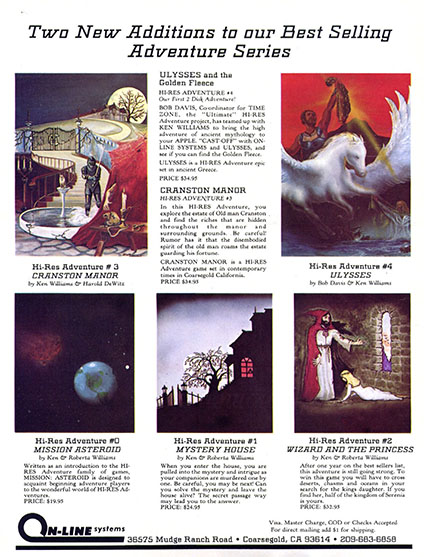 Two New Additions to our Best Selling
Adventure Series
ULYSSES and the
Golden Fleece
HI-RES ADVENTURE #4
Our First 2 Disk Adventure!
BOB DAVIS, Co-ordinator for TIME
ZONE, the "Ultimate" HI-RES
Adventure project, has teamed up with
KEN WILLIAMS to bring the high
adventure of ancient mythology to
your APPLE. "CAST OFF" with ON-
LINE SYSTEMS and ULYSSES, and
see if you can find the Golden Fleece.
ULYSSES is a HI-RES Adventure epic
set in ancient Greece.
PRICE $34.95
CRANSTON MANOR
HI-RES ADVENTURE #3
In this HI-RES Adventure, you
explore the estate of Old man Cranston
and find the riches that are hidden
throughout the manor and
surrounding grounds. Be careful!
Rumor has it that the disembodied
spirit of the old man roams the estate
guarding his fortune.
CRANSTON MANOR is a HI-RES
Adventure game set in contemporary
times in Coarsegold California.
PRICE $34.95
Hi-Res Adventure #3
CRANSTON MANOR
by Ken Williams & Harold DeWitz
Hi-Res Adventure #4
ULYSSES
by Bob Davis & Ken Williams
Hi-Res Adventure #0
MISSION ASTEROID
by Ken & Roberta Williams
Written as an introduction to the HI-
RES Adventure family of games,
MISSION: ASTEROID is designed to
acquaint beginning adventure players
to the wonderful world of HI-RES Ad-
ventures.
PRICE: $19.95
Hi-Res Adventure #1
MYSTERY HOUSE
by Ken & Roberta Williams
When you enter the house, you are
pulled into the mystery and intrigue as
your companions are murdered one by
one. Be careful, you may be next! Can
you solve the mystery and leave the
house alive? The secret passage way
may lead you to the answer.
PRICE: $24.95
Hi-Res Adventure #2
WIZARD AND THE PRINCESS
by Ken & Roberta Williams
After one year on the best sellers list,
this adventure is still going strong. To
win this game you will have to cross
deserts, chasms and oceans in your
search for the kings daughter. If you
find her, half of the kingdom of Serenia
is yours.
PRICE: $32.95
ON-LINE systems
Visa, Master Charge, COD or Checks Accepted
For direct mailing add $1 for shipping.
36575 Mudge Ranch Road • Coarsegold, CA 93614 • 209-683-6858